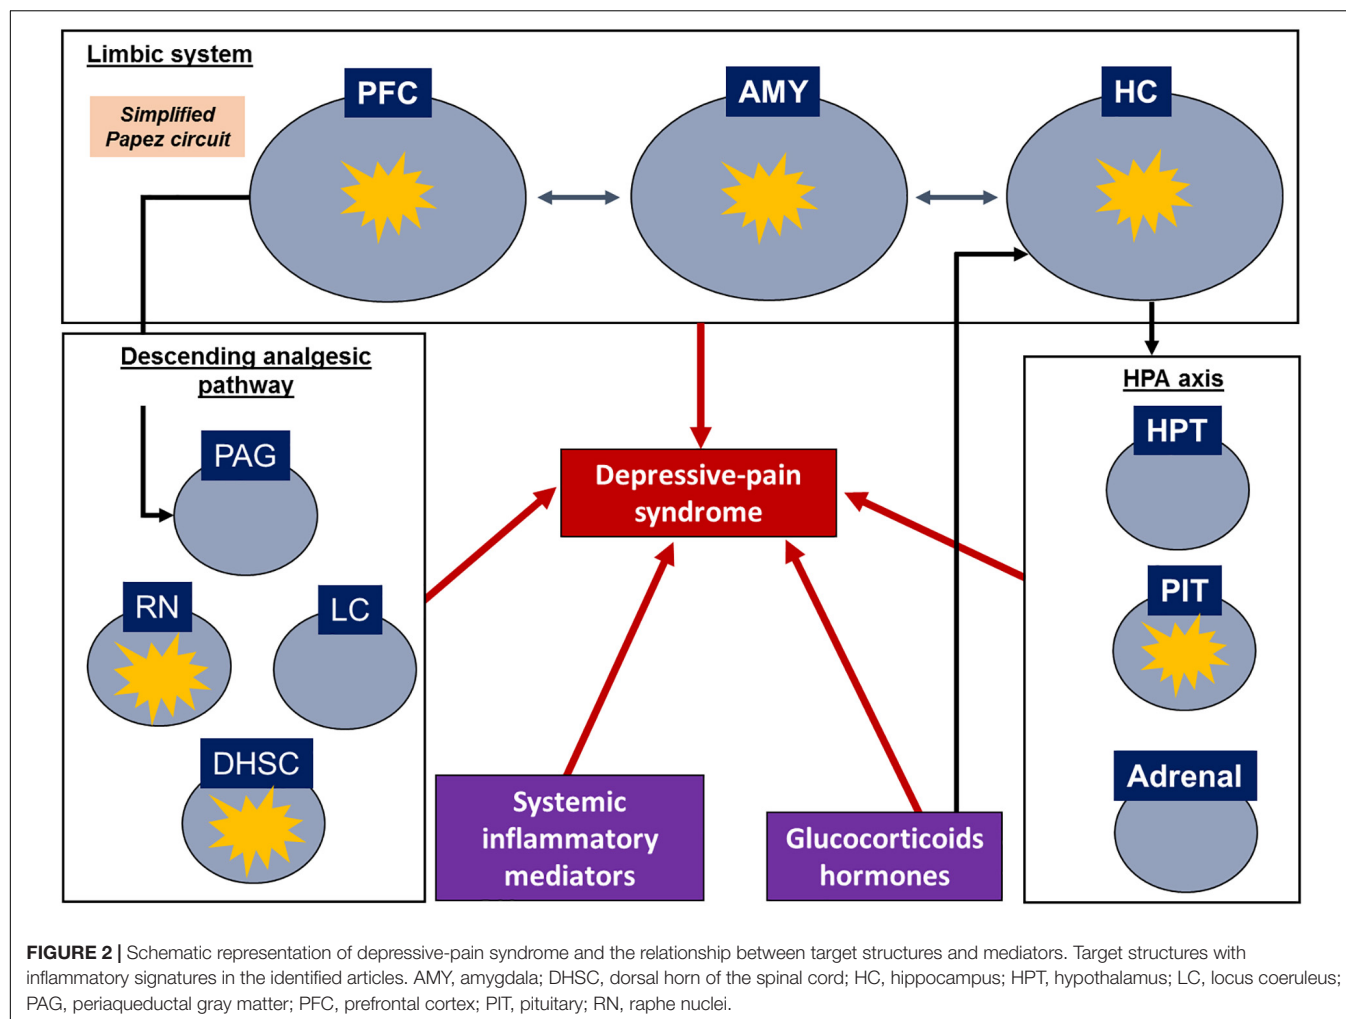 Limbic system
Simplified
Papez circuit
PFC
AMY
HC
Descending analgesic
pathway
PAG
RN
LC
DHSC
Depressive-pain
syndrome
Systemic
inflammatory
mediators
Glucocorticoids
hormones
HPA axis
HPT
PIT
Adrenal
FIGURE 2 | Schematic representation of depressive-pain syndrome and the relationship between target structures and mediators. Target structures with
inflammatory signatures in the identified articles. AMY, amygdala; DHSC, dorsal horn of the spinal cord; HC, hippocampus; HPT, hypothalamus; LC, locus coeruleus;
PAG, periaqueductal gray matter; PFC, prefrontal cortex; PIT, pituitary; RN, raphe nuclei.